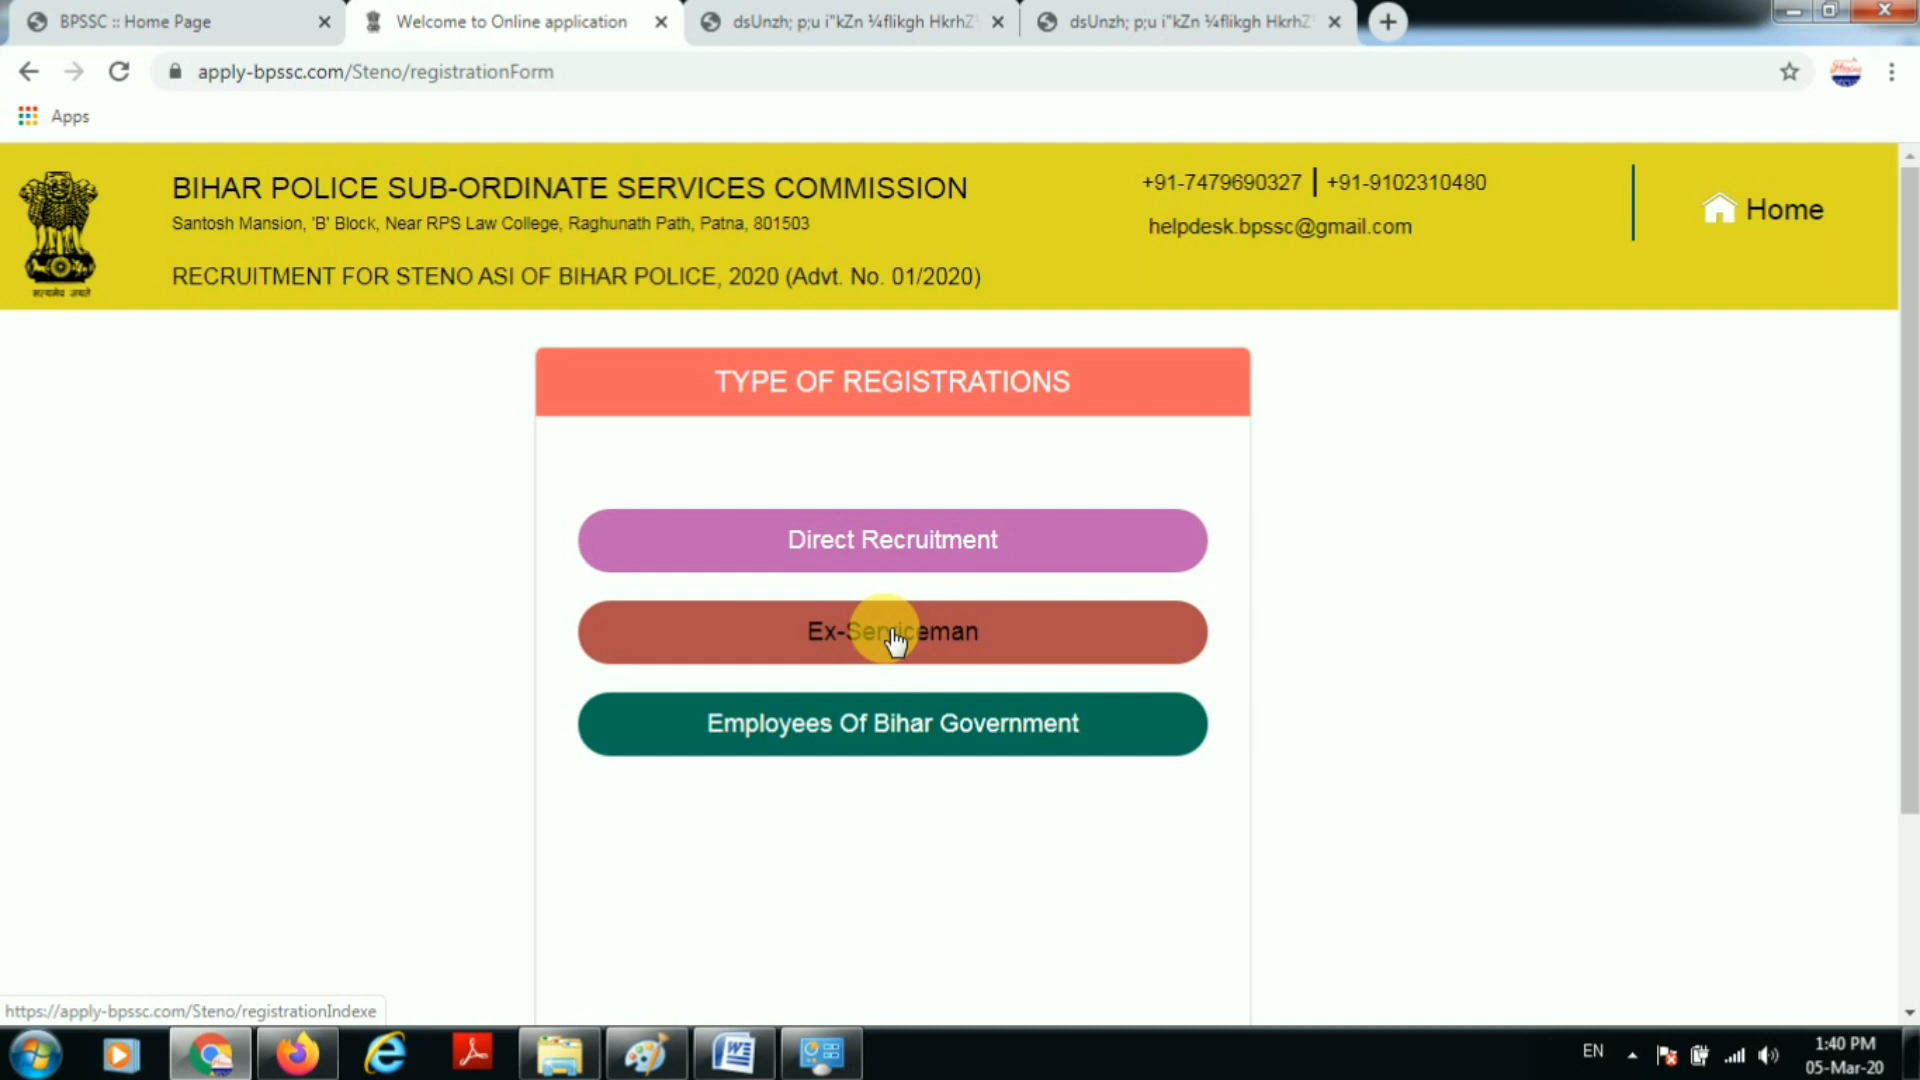 BPSSC :: Home Page
Welcome to Online application
dsUnzh; p;u i"kZn ¼flikgh HkrhZ
dsUnzh; p;u i"kZn ¼flikgh HkrhZ
apply-bpssc.com/Steno/registrationForm
Apps
BIHAR POLICE SUB-ORDINATE SERVICES COMMISSION
Santosh Mansion, 'B' Block, Near RPS Law College, Raghunath Path, Patna, 801503
RECRUITMENT FOR STENO ASI OF BIHAR POLICE, 2020 (Advt. No. 01/2020)
सत्यमेव जयते
+91-7479690327 | +91-9102310480
helpdesk.bpssc@gmail.com
Home
TYPE OF REGISTRATIONS
Direct Recruitment
Ex-Serviceman
Employees Of Bihar Government
https://apply-bpssc.com/Steno/registrationIndexe
EN
1:40 PM
05-Mar-20